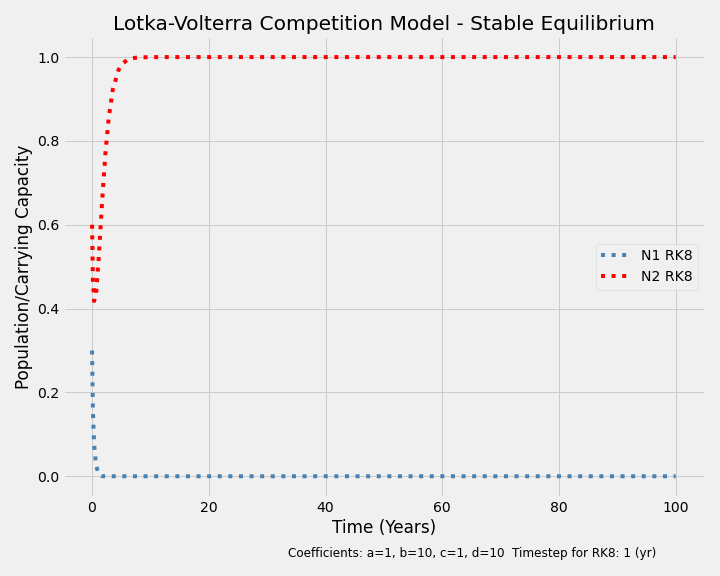 Lotka-Volterra Competition Model - Stable Equilibrium
Population/Carrying Capacity
1.0
0.8
0.6
0.4
0.2
0.0
N1 RK8
N2 RK8
0 20 40 60 80 100
Time (Years)
Coefficients: a=1, b=10, c=1, d=10  Timestep for RK8: 1 (yr)